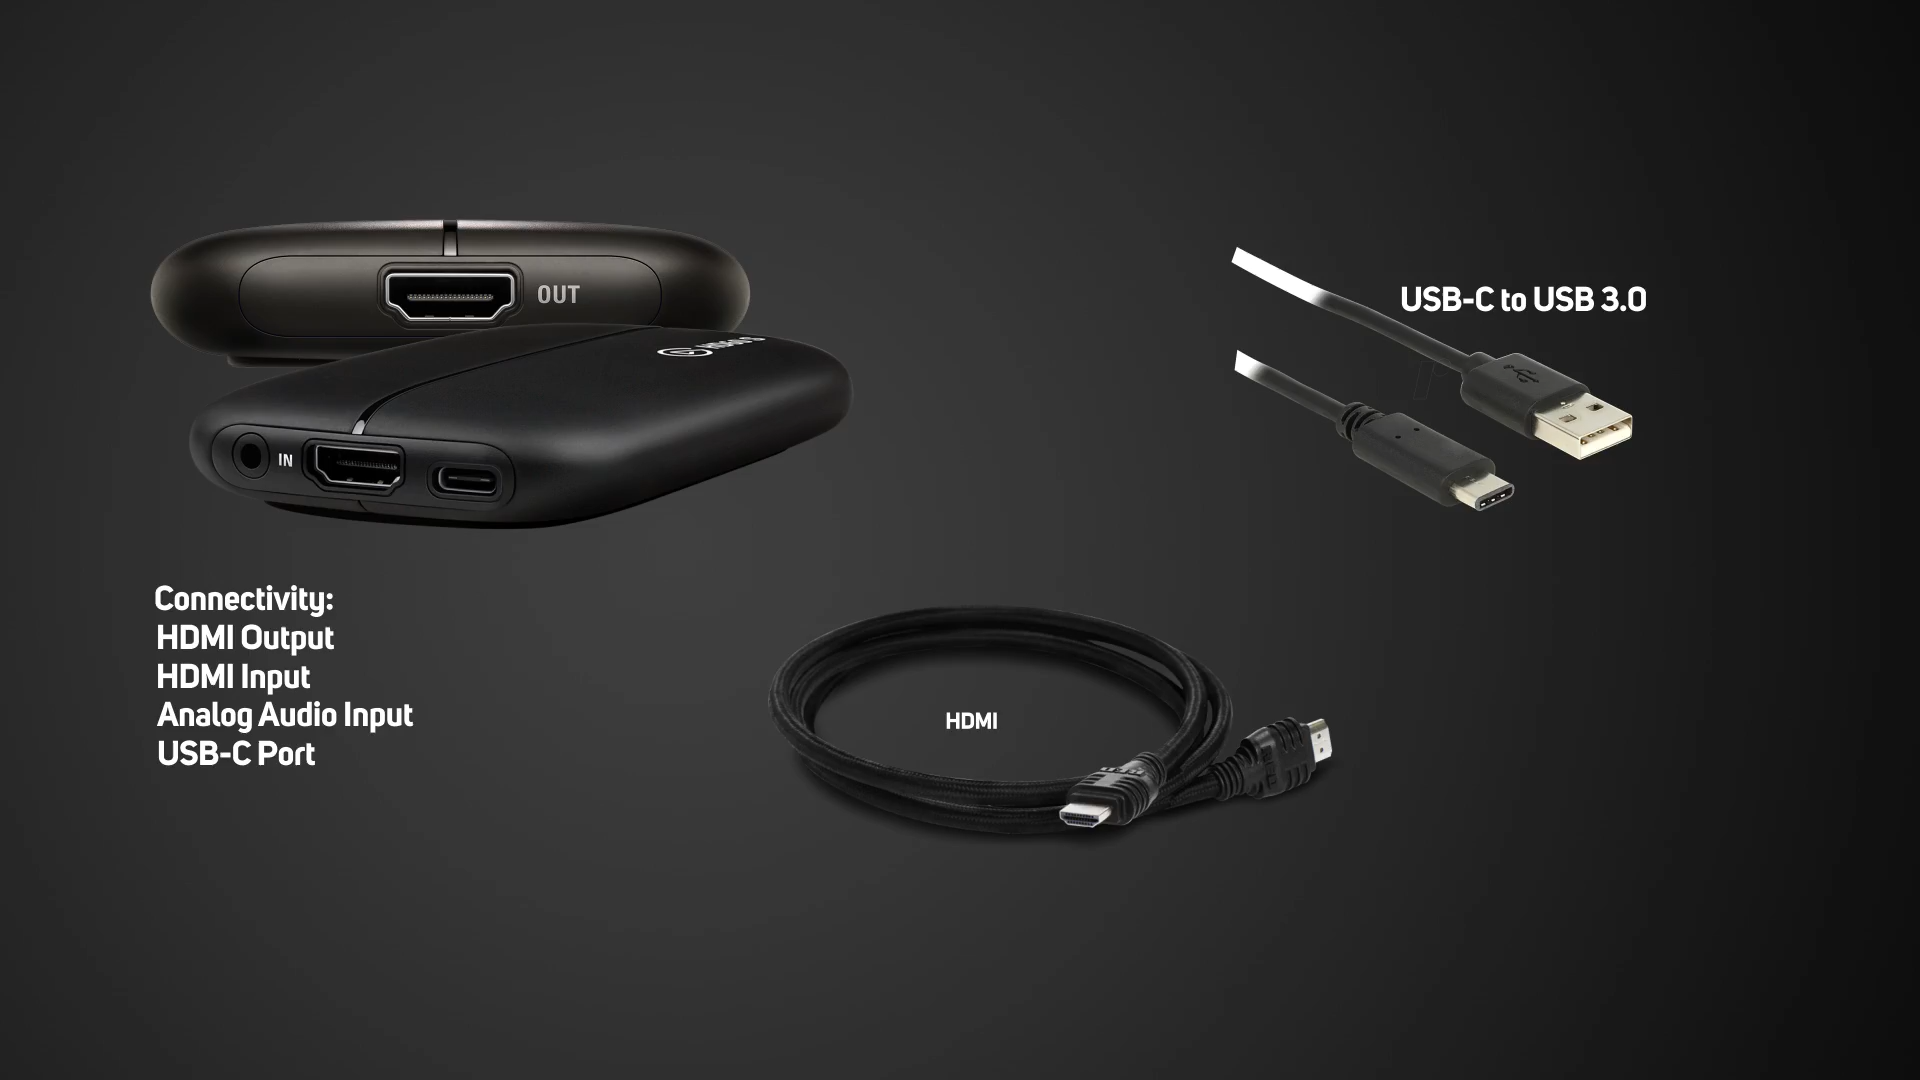 OUT
IN
USB-C to USB 3.0
Connectivity:
HDMI Output
HDMI Input
Analog Audio Input
USB-C Port
HDMI